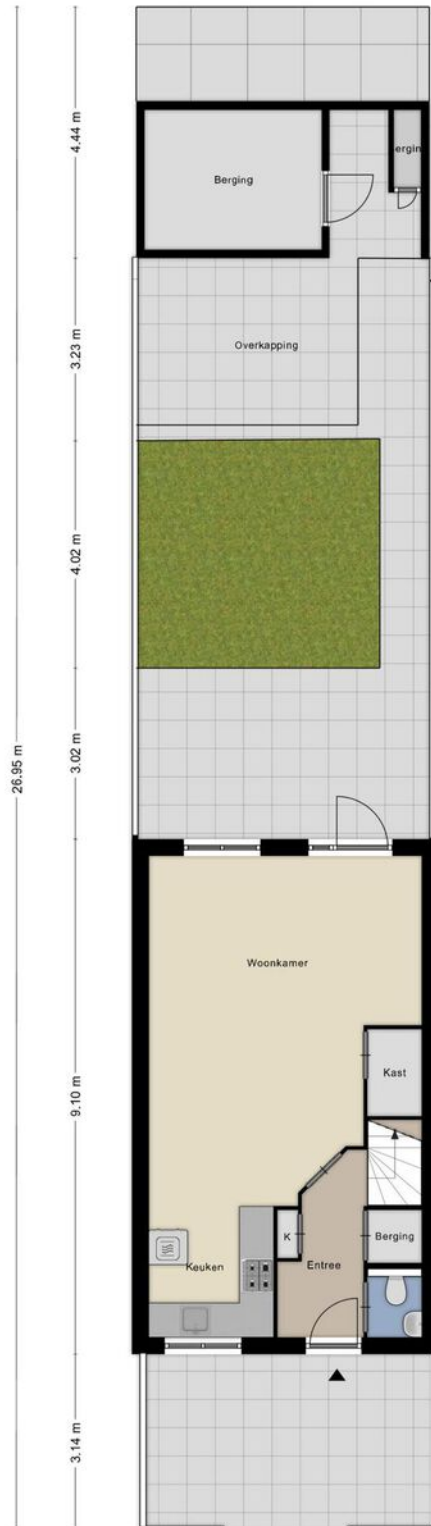 4.44 m
Berging
ergin
3.23 m
Overkapping
4.02 m
26.95 m
3.02 m
Woonkamer
9.10 m
Kast
K
Berging
Keuken
Entree
3.14 m